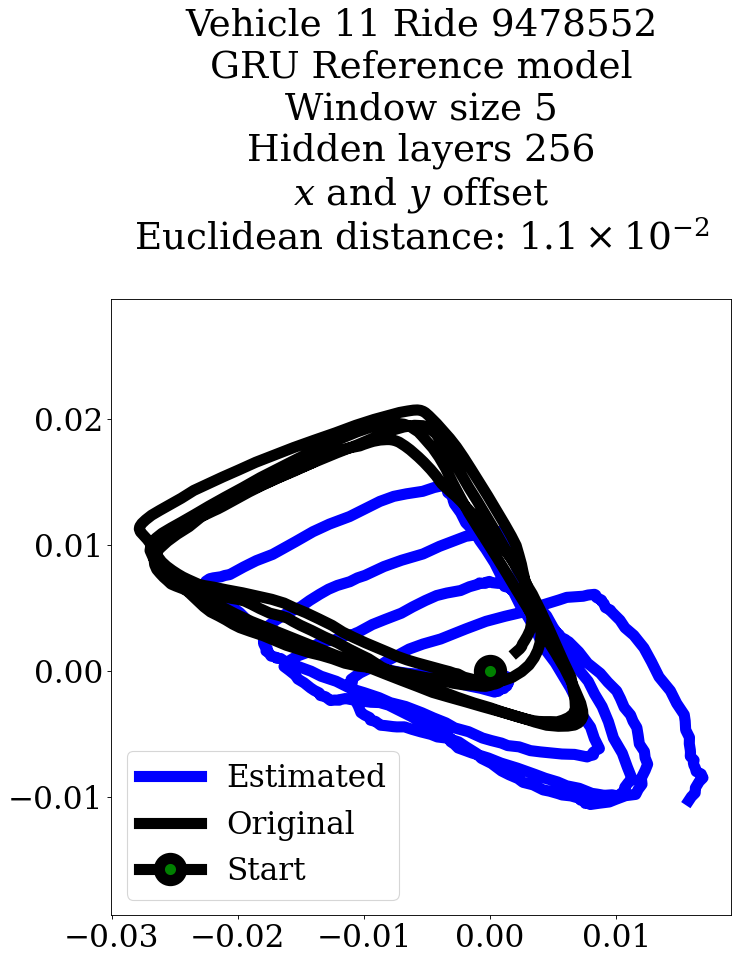 Vehicle 11 Ride 9478552
GRU Reference model
Window size 5
Hidden layers 256
x and y offset
Euclidean distance: 1.1 × 10⁻²
0.02
0.01
0.00
−0.01
Estimated
Original
Start
−0.03 −0.02 −0.01 0.00 0.01